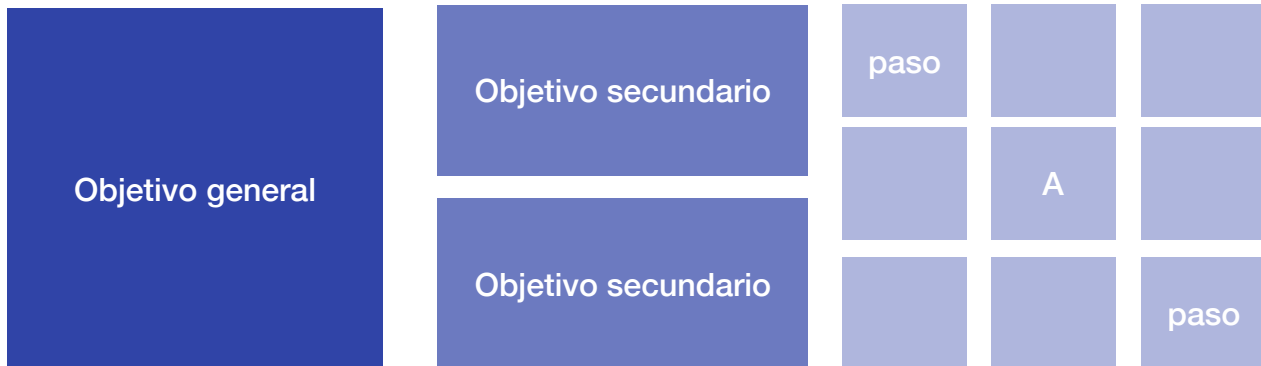 Objetivo general
Objetivo secundario
Objetivo secundario
paso
A
paso